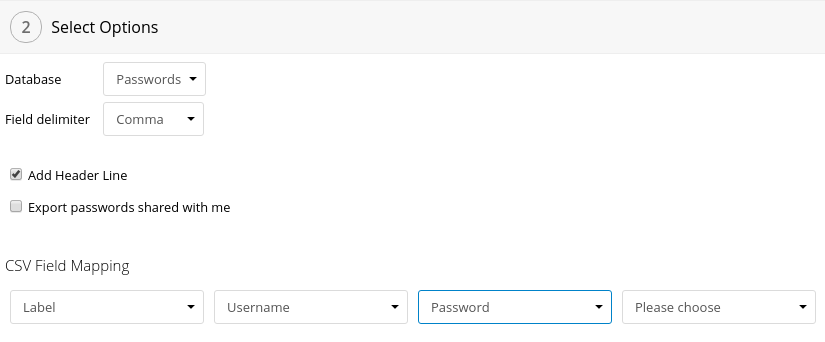 2 Select Options
Database Passwords
Field delimiter Comma
Add Header Line
Export passwords shared with me
CSV Field Mapping
Label Username Password Please choose